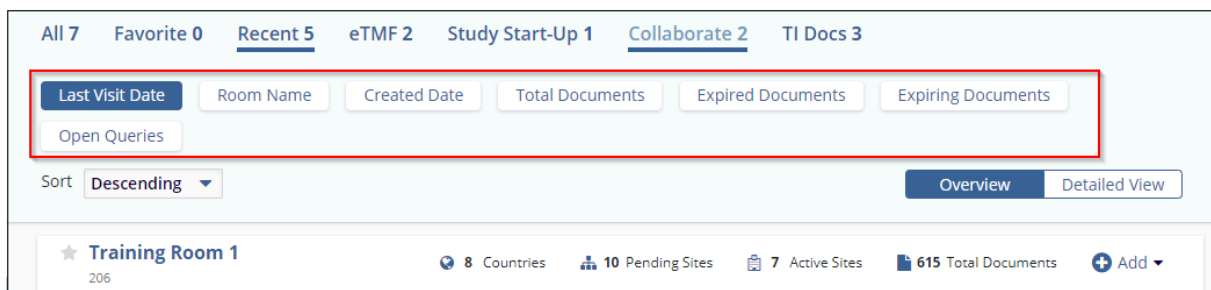 All 7 Favorite 0 Recent 5 eTMF 2 Study Start-Up 1 Collaborate 2 TI Docs 3
Last Visit Date Room Name Created Date Total Documents Expired Documents Expiring Documents
Open Queries
Sort Descending Overview Detailed View
Training Room 1 8 Countries 10 Pending Sites 7 Active Sites 615 Total Documents Add
206